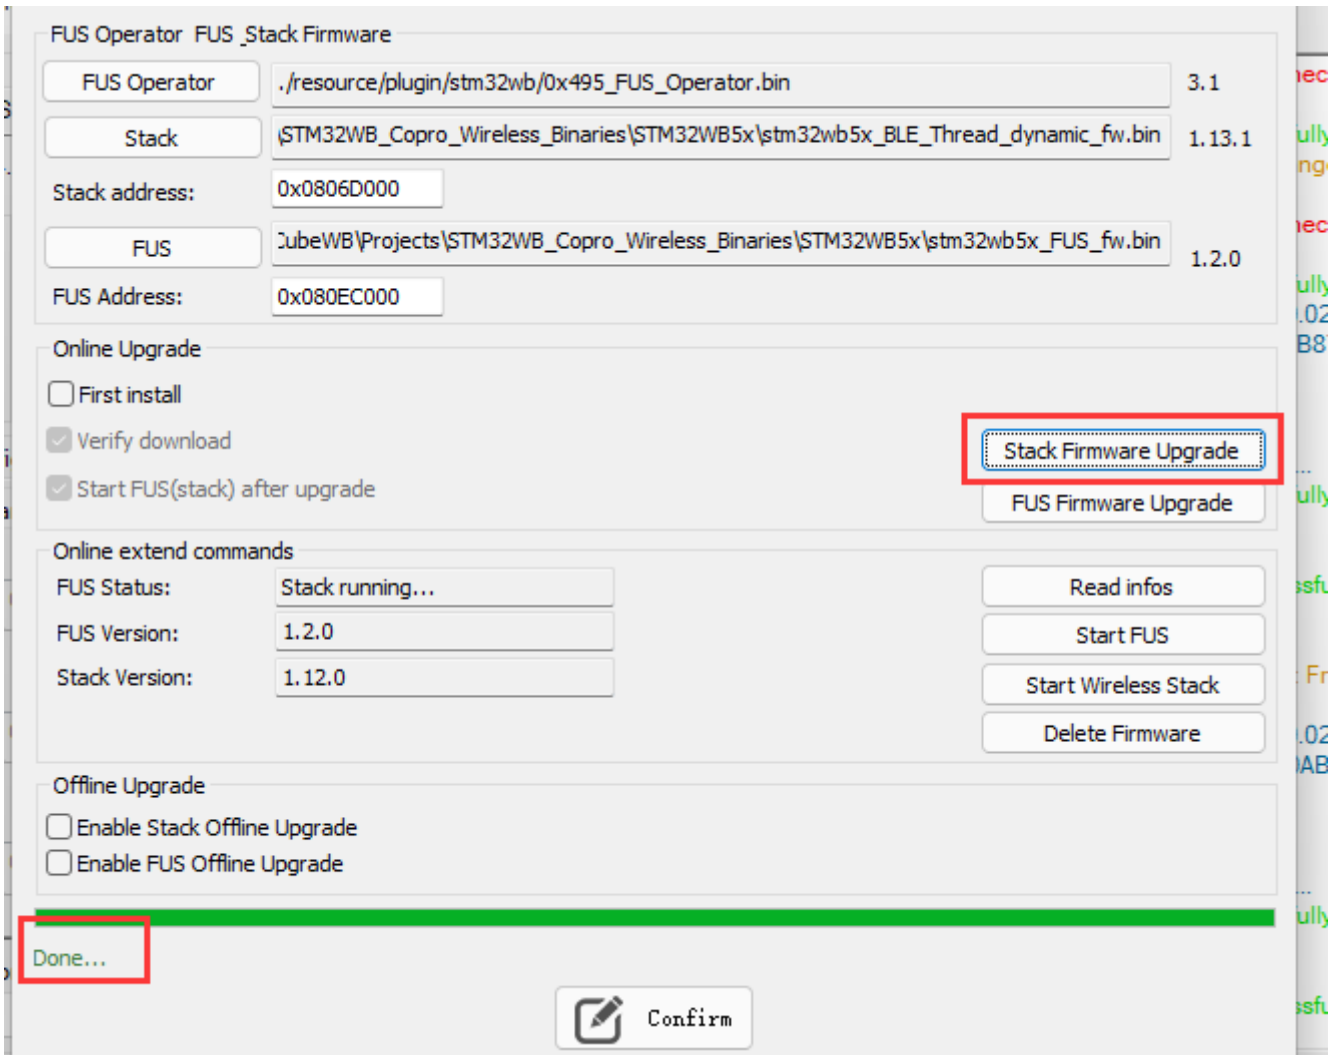 FUS Operator FUS _Stack Firmware
FUS Operator ./resource/plugin/stm32wb/0x495_FUS_Operator.bin 3.1
Stack \STM32WB_Copro_Wireless_Binaries\STM32WB5x\stm32wb5x_BLE_Thread_dynamic_fw.bin 1.13.1
Stack address: 0x0806D000
FUS CubeWB\Projects\STM32WB_Copro_Wireless_Binaries\STM32WB5x\stm32wb5x_FUS_fw.bin 1.2.0
FUS Address: 0x080EC000
Online Upgrade
First install
Verify download
Stack Firmware Upgrade
Start FUS(stack) after upgrade
FUS Firmware Upgrade
Online extend commands
FUS Status: Stack running... Read infos
FUS Version: 1.2.0 Start FUS
Stack Version: 1.12.0 Start Wireless Stack
Delete Firmware
Offline Upgrade
Enable Stack Offline Upgrade
Enable FUS Offline Upgrade
Done...
Confirm